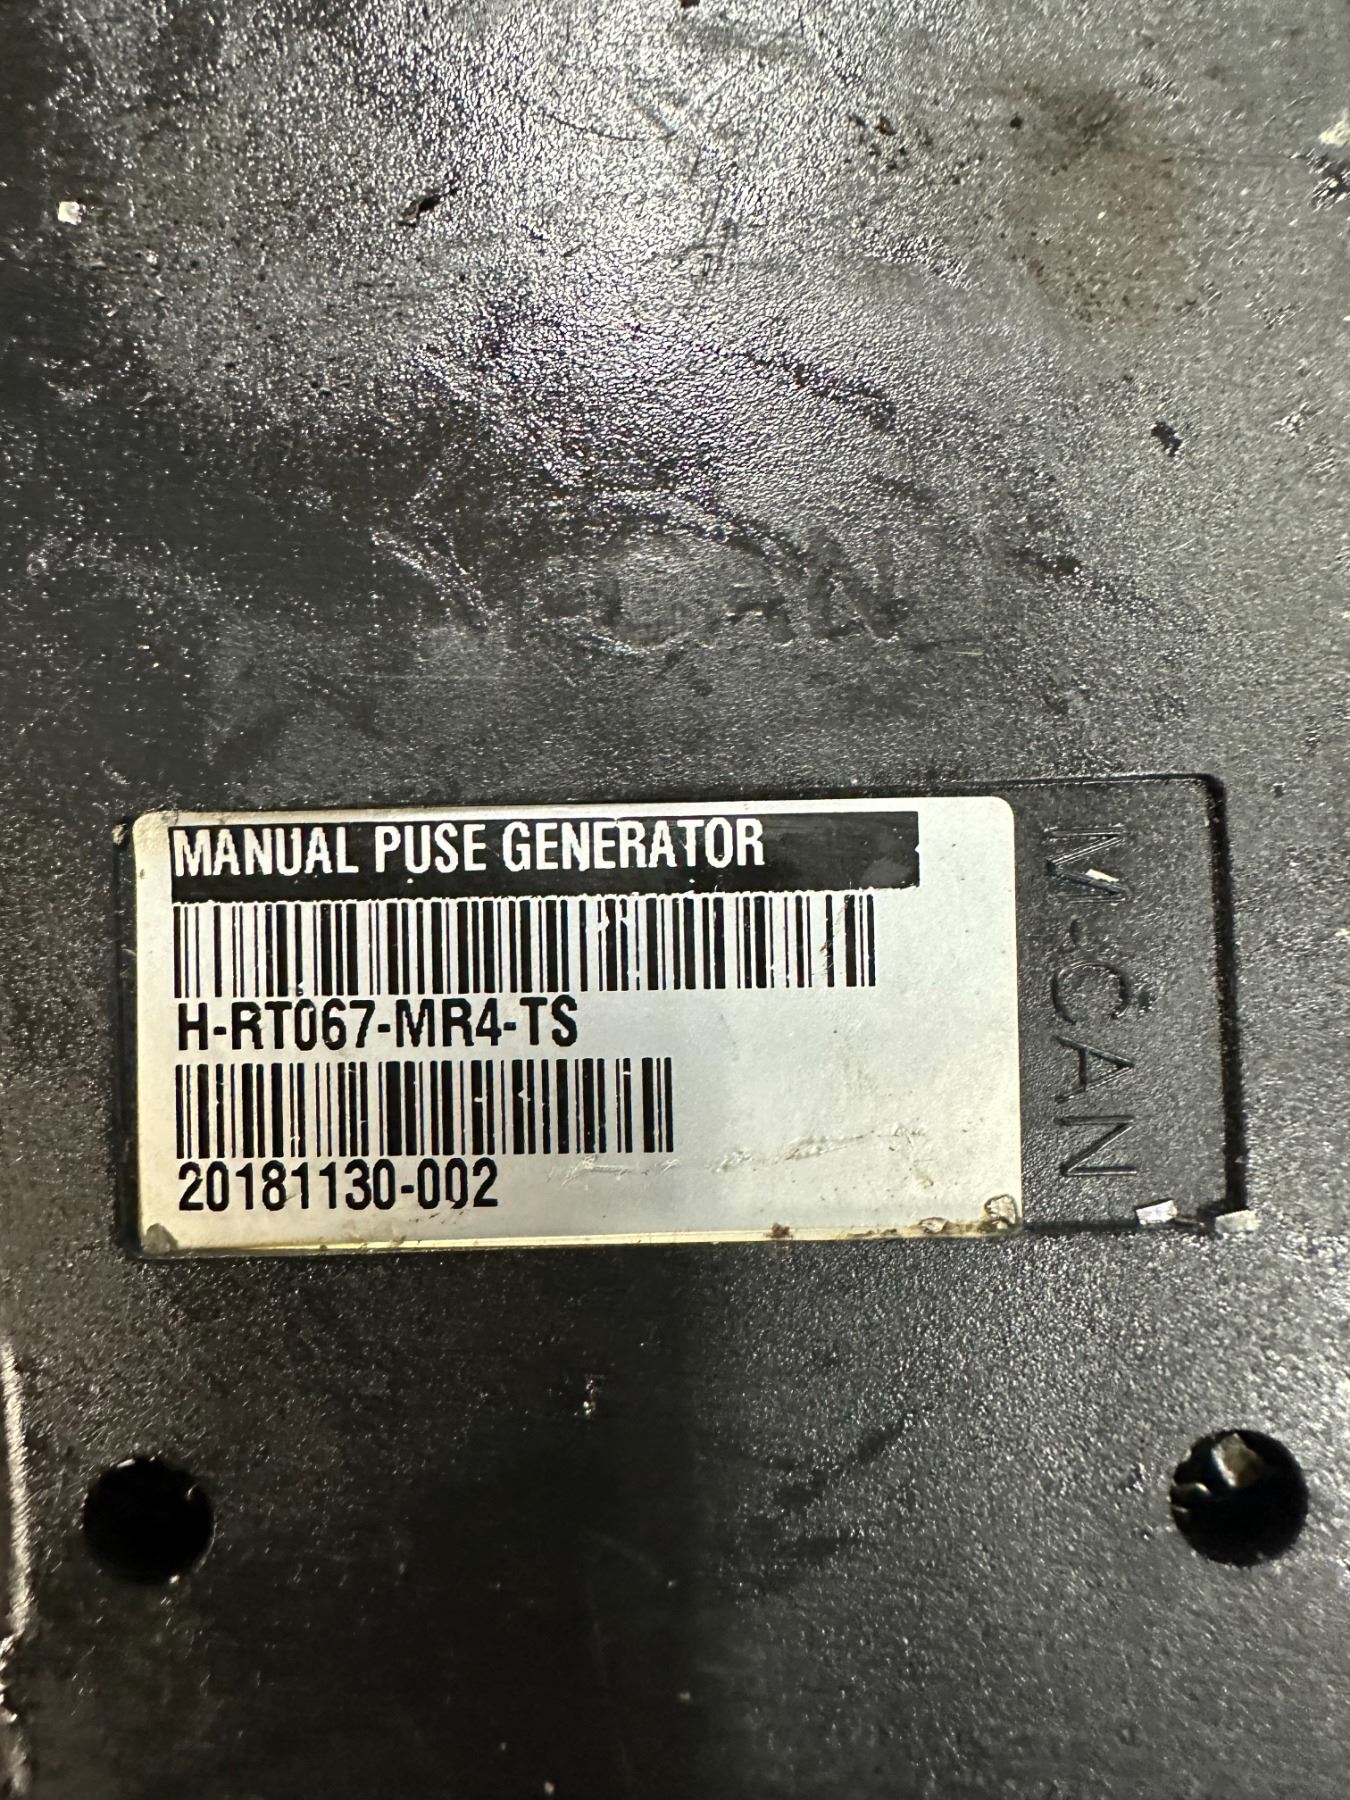 MANUAL PUSE GENERATOR
H-RT067-MR4-TS
20181130-002
M-CAN